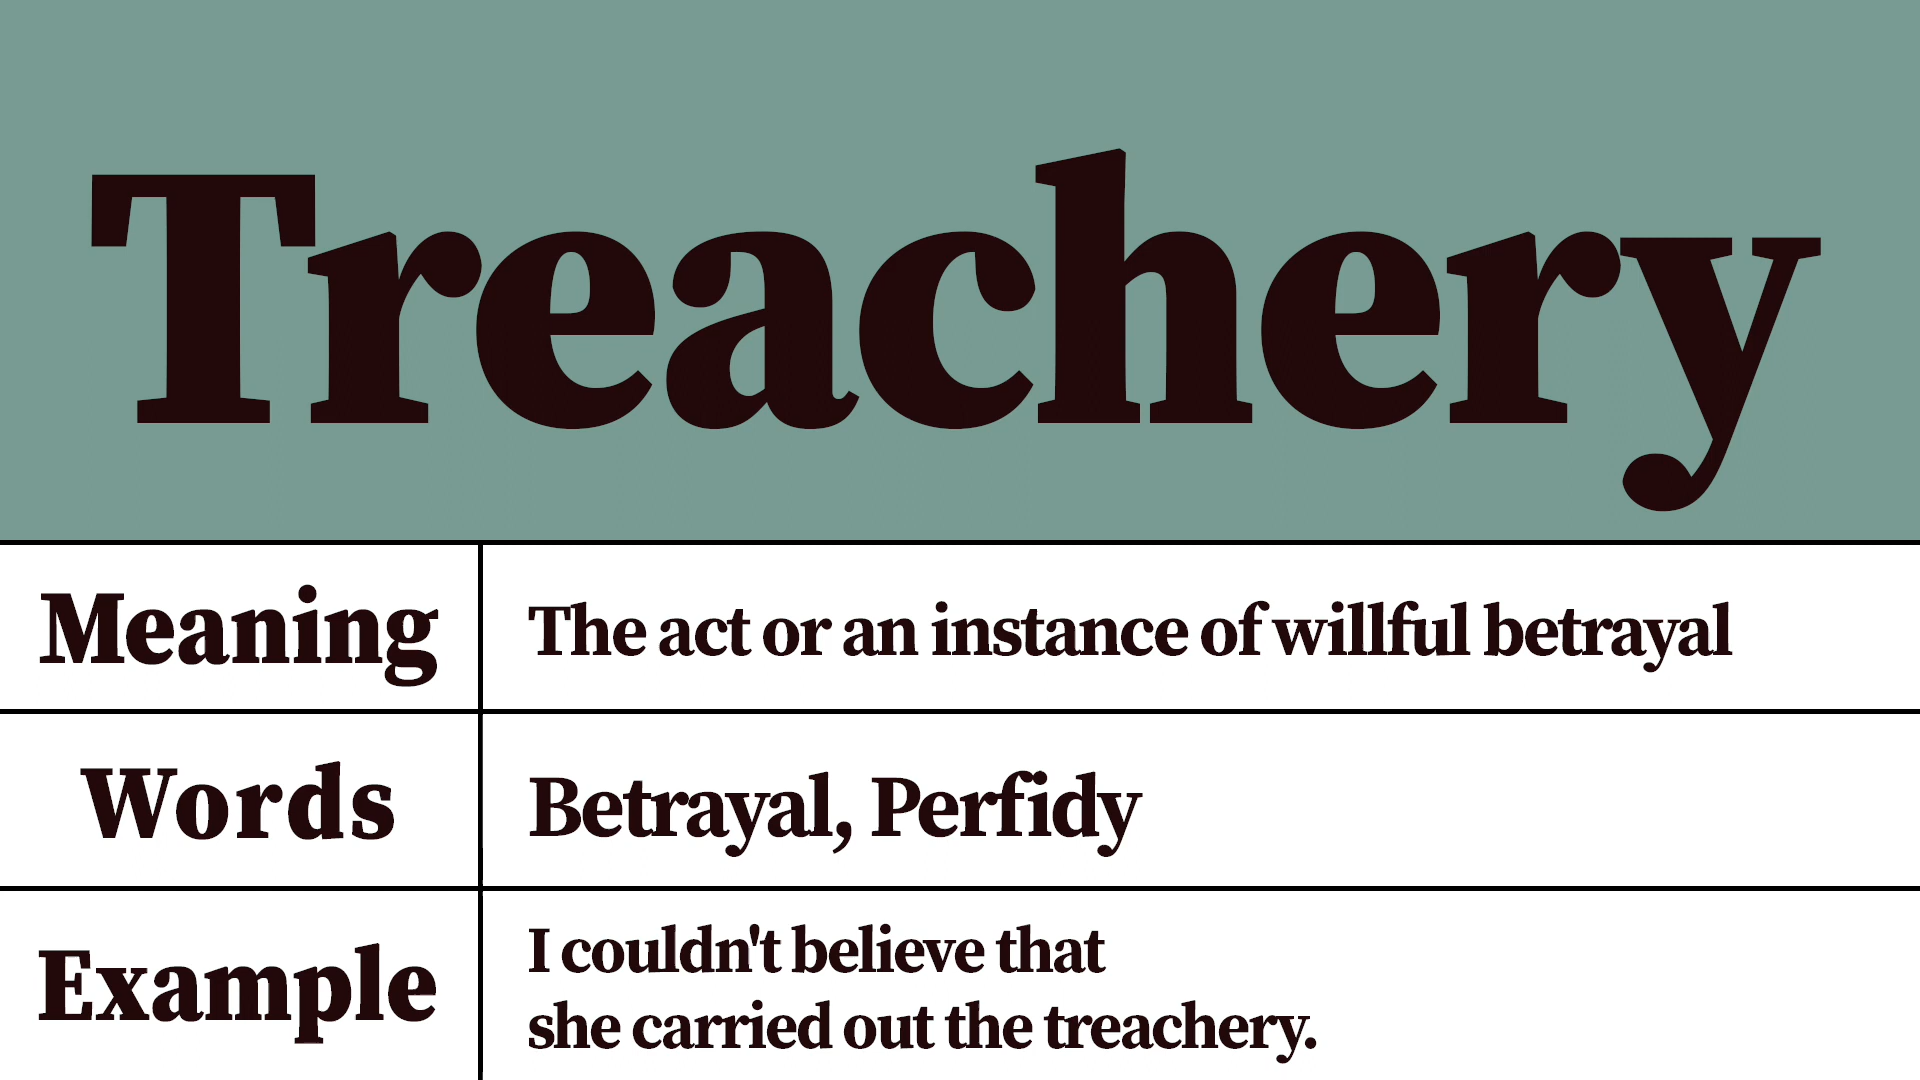 Treachery
Meaning
The act or an instance of willful betrayal
Words
Betrayal, Perfidy
Example
I couldn't believe that
she carried out the treachery.